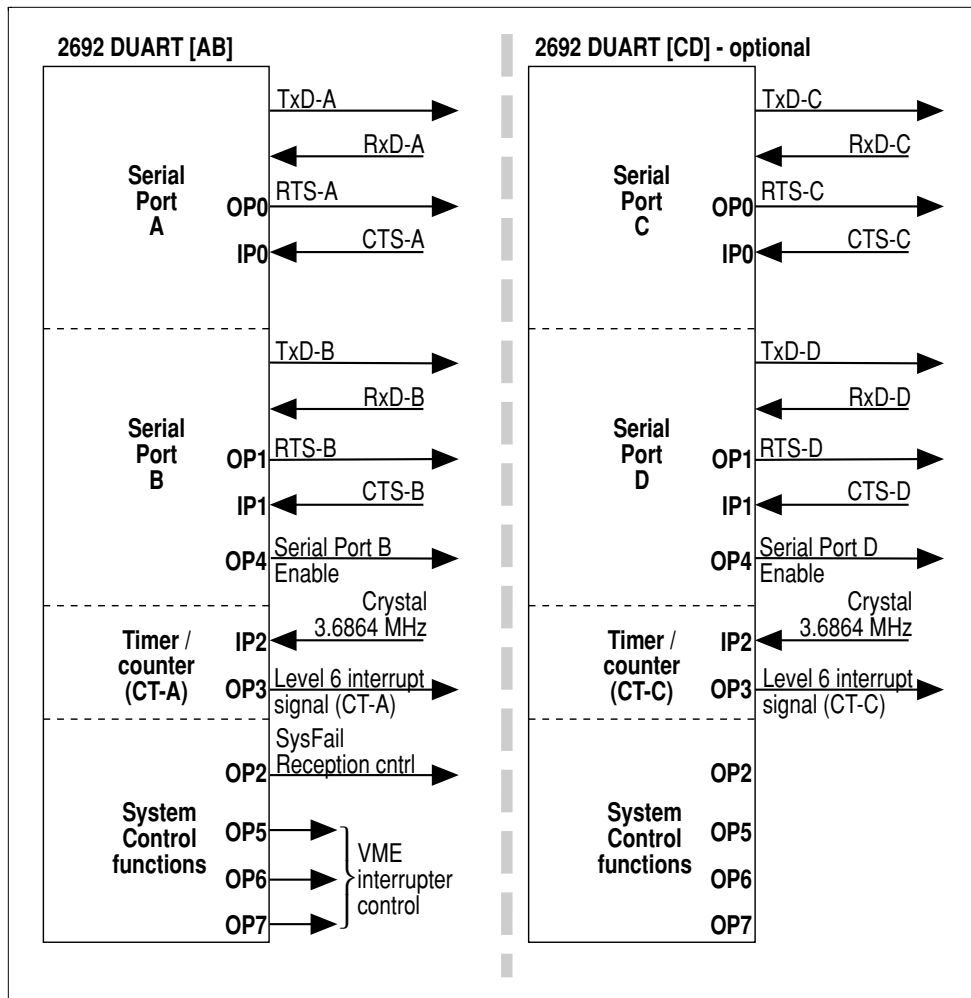 2692 DUART [AB]
TxD-A
RxD-A
Serial
Port
A
OP0
RTS-A
IP0
CTS-A
TxD-B
RxD-B
Serial
Port
B
OP1
RTS-B
IP1
CTS-B
OP4
Serial Port B
Enable
Timer /
counter
(CT-A)
IP2
Crystal
3.6864 MHz
OP3
Level 6 interrupt
signal (CT-A)
OP2
SysFail
Reception cntrl
System
Control
functions
OP5
OP6
OP7
VME
interrupter
control
2692 DUART [CD] - optional
TxD-C
RxD-C
Serial
Port
C
OP0
RTS-C
IP0
CTS-C
TxD-D
RxD-D
Serial
Port
D
OP1
RTS-D
IP1
CTS-D
OP4
Serial Port D
Enable
Timer /
counter
(CT-C)
IP2
Crystal
3.6864 MHz
OP3
Level 6 interrupt
signal (CT-C)
OP2
System
Control
functions
OP5
OP6
OP7